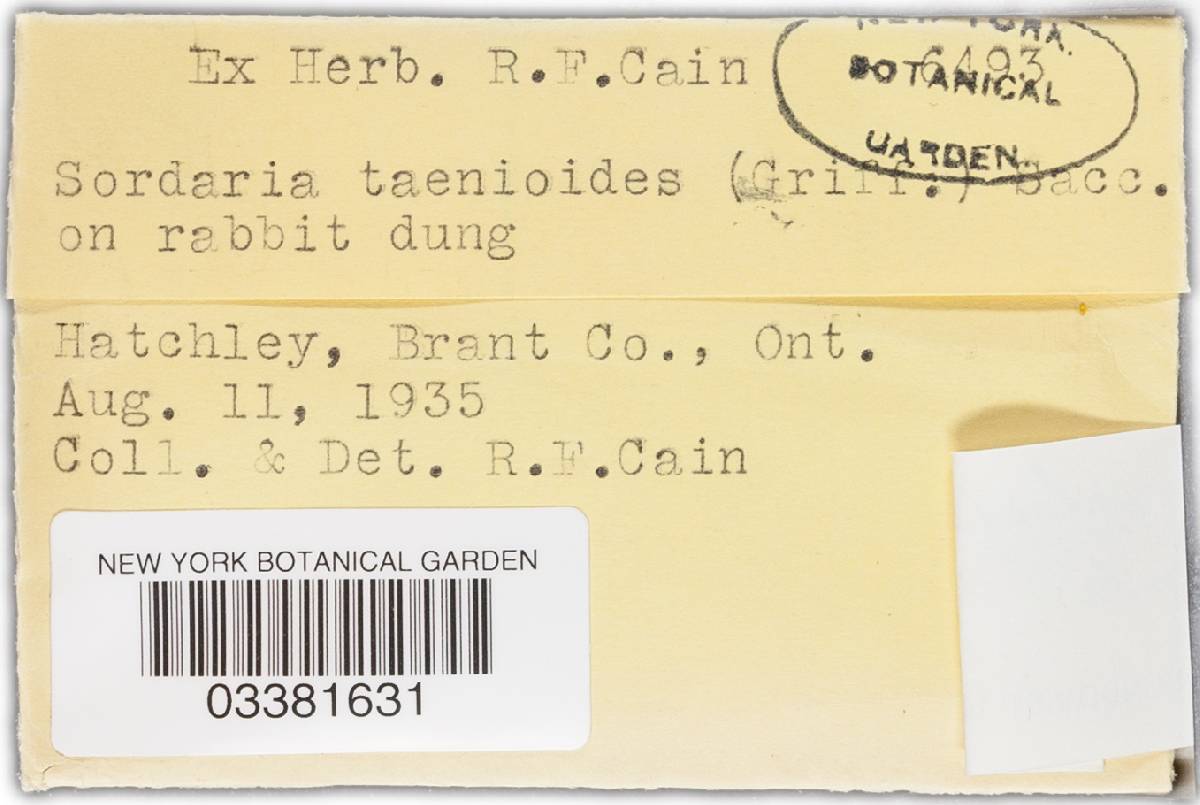 Ex Herb. R.F.Cain 6493
NEW YORK
BOTANICAL
GARDEN
Sordaria taenioides (Griff.) Sacc.
on rabbit dung
Hatchley, Brant Co., Ont.
Aug. 11, 1935
Coll. & Det. R.F.Cain
NEW YORK BOTANICAL GARDEN
03381631